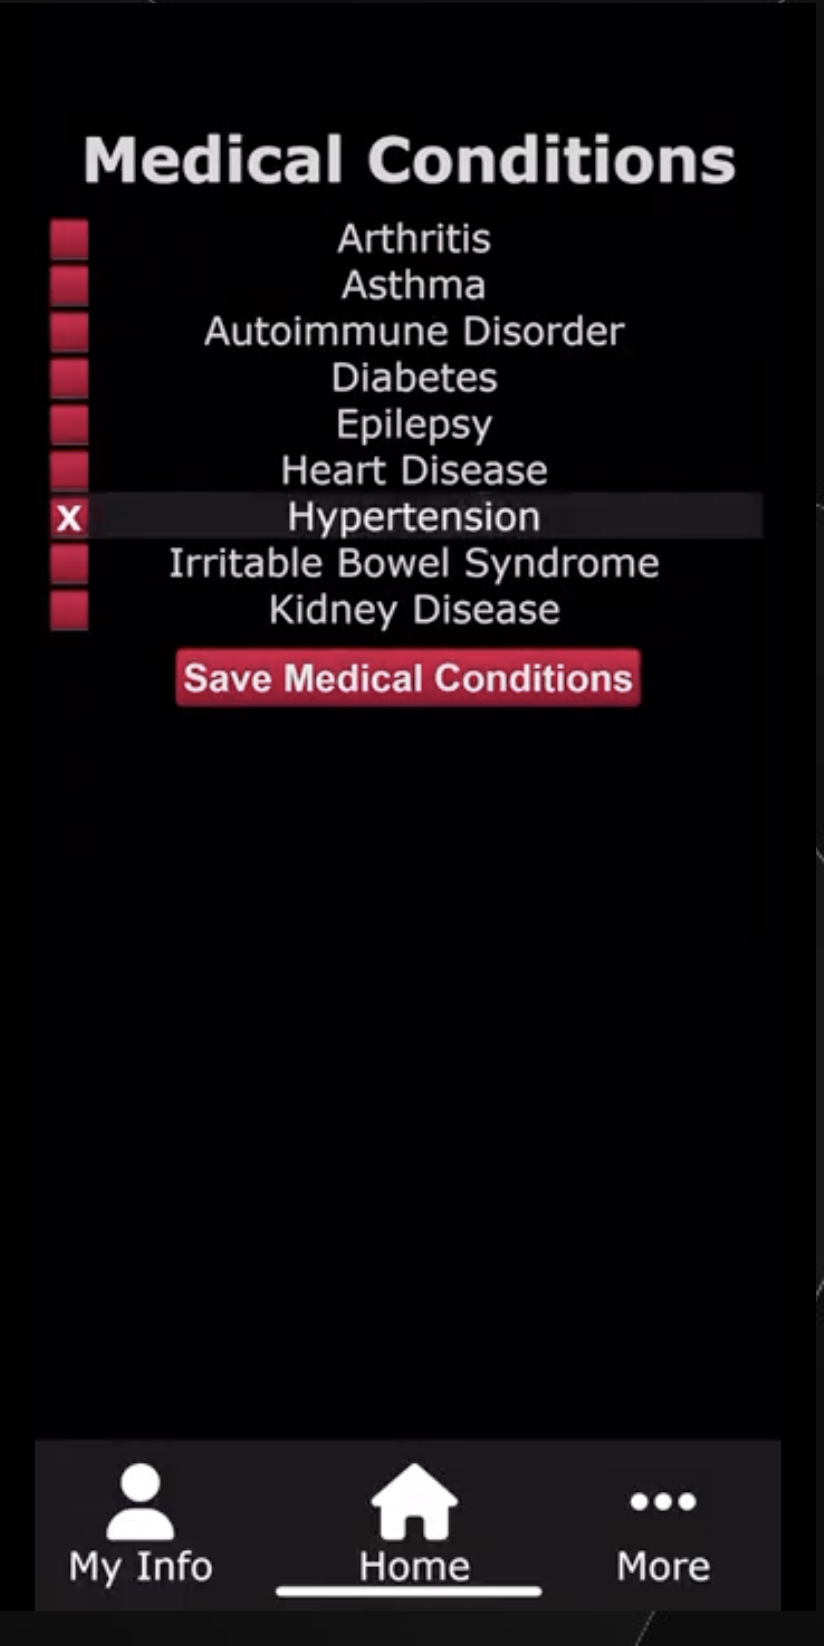 Medical Conditions
Arthritis
Asthma
Autoimmune Disorder
Diabetes
Epilepsy
Heart Disease
X Hypertension
Irritable Bowel Syndrome
Kidney Disease
Save Medical Conditions
My Info Home More